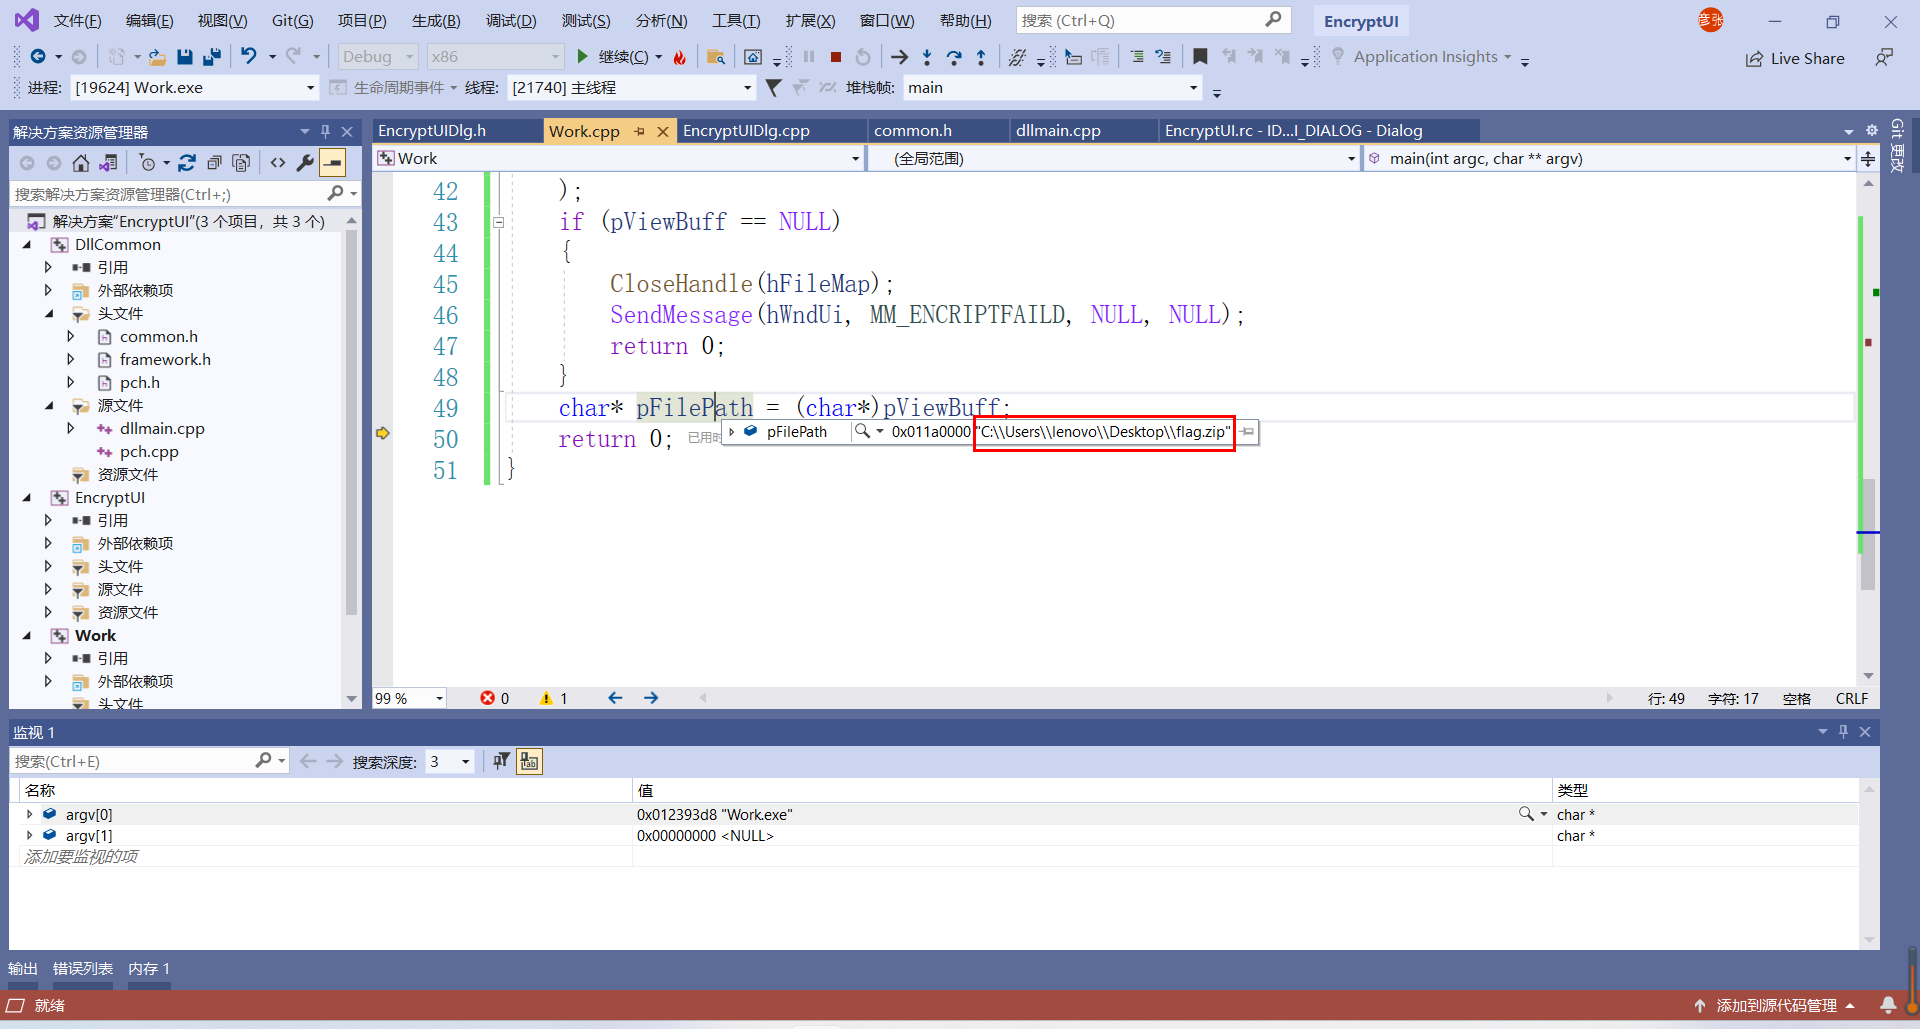 文件(F) 编辑(E) 视图(V) Git(G) 项目(P) 生成(B) 调试(D) 测试(S) 分析(N) 工具(T) 扩展(X) 窗口(W) 帮助(H) 搜索 (Ctrl+Q) EncryptUI 彦张
Debug x86 继续(C) Application Insights Live Share
进程: [19624] Work.exe 生命周期事件 线程: [21740] 主线程 堆栈帧: main
解决方案资源管理器
搜索解决方案资源管理器(Ctrl+;)
解决方案“EncryptUI”(3 个项目，共 3 个)
DllCommon
引用
外部依赖项
头文件
common.h
framework.h
pch.h
源文件
dllmain.cpp
pch.cpp
资源文件
EncryptUI
引用
外部依赖项
头文件
源文件
资源文件
Work
引用
外部依赖项
头文件
EncryptUIDlg.h Work.cpp EncryptUIDlg.cpp common.h dllmain.cpp EncryptUI.rc - ID...I_DIALOG - Dialog
Work (全局范围) main(int argc, char ** argv)
42 );
43 if (pViewBuff == NULL)
44 {
45 CloseHandle(hFileMap);
46 SendMessage(hWndUi, MM_ENCRIPTFAILD, NULL, NULL);
47 return 0;
48 }
49 char* pFilePath = (char*)pViewBuff;
50 return 0; 已用时
pFilePath 0x011a0000 "C:\\Users\\lenovo\\Desktop\\flag.zip"
51 }
99 % 0 1 行: 49 字符: 17 空格 CRLF
Git 更改
监视 1
搜索(Ctrl+E) 搜索深度: 3
名称 值 类型
argv[0] 0x012393d8 "Work.exe" char *
argv[1] 0x00000000 <NULL> char *
添加要监视的项
输出 错误列表 内存 1
就绪 添加到源代码管理